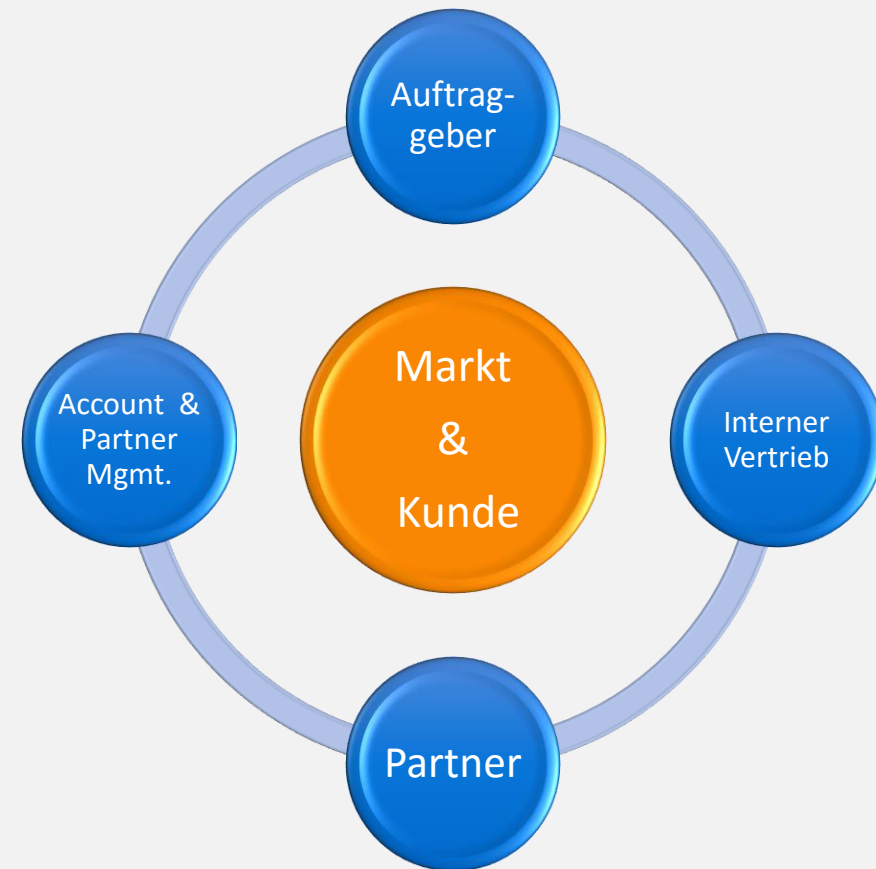 Auftrag-
geber
Account & 
Partner
Mgmt.
Markt
&
Kunde
Interner
Vertrieb
Partner